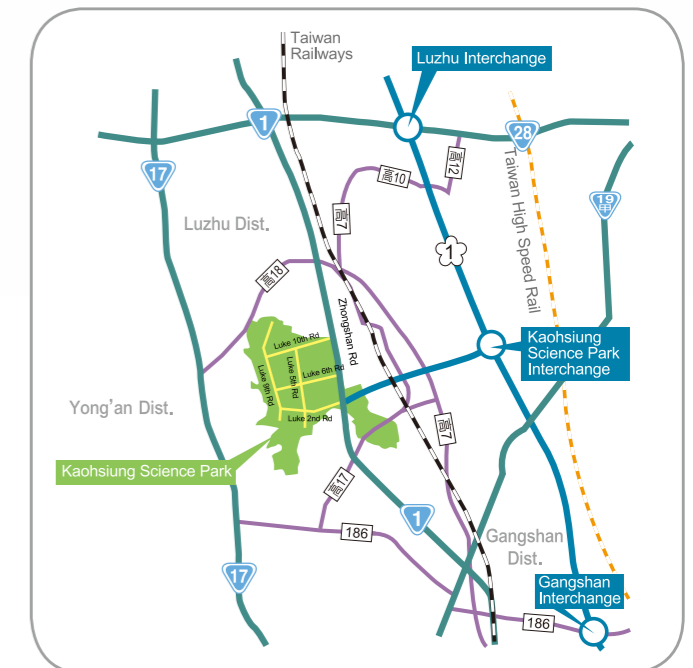 Taiwan
Railways
Luzhu Interchange
1
28
17
高12
高10
Taiwan High Speed Rail
19
甲
高7
Luzhu Dist.
1
高18
Zhongshan Rd
Kaohsiung
Science Park
Interchange
Luke 10th Rd
Luke 5th Rd
Luke 6th Rd
Luke 9th Rd
Yong'an Dist.
Luke 2nd Rd
高7
Kaohsiung Science Park
高17
1
186
Gangshan
Dist.
17
Gangshan
Interchange
186